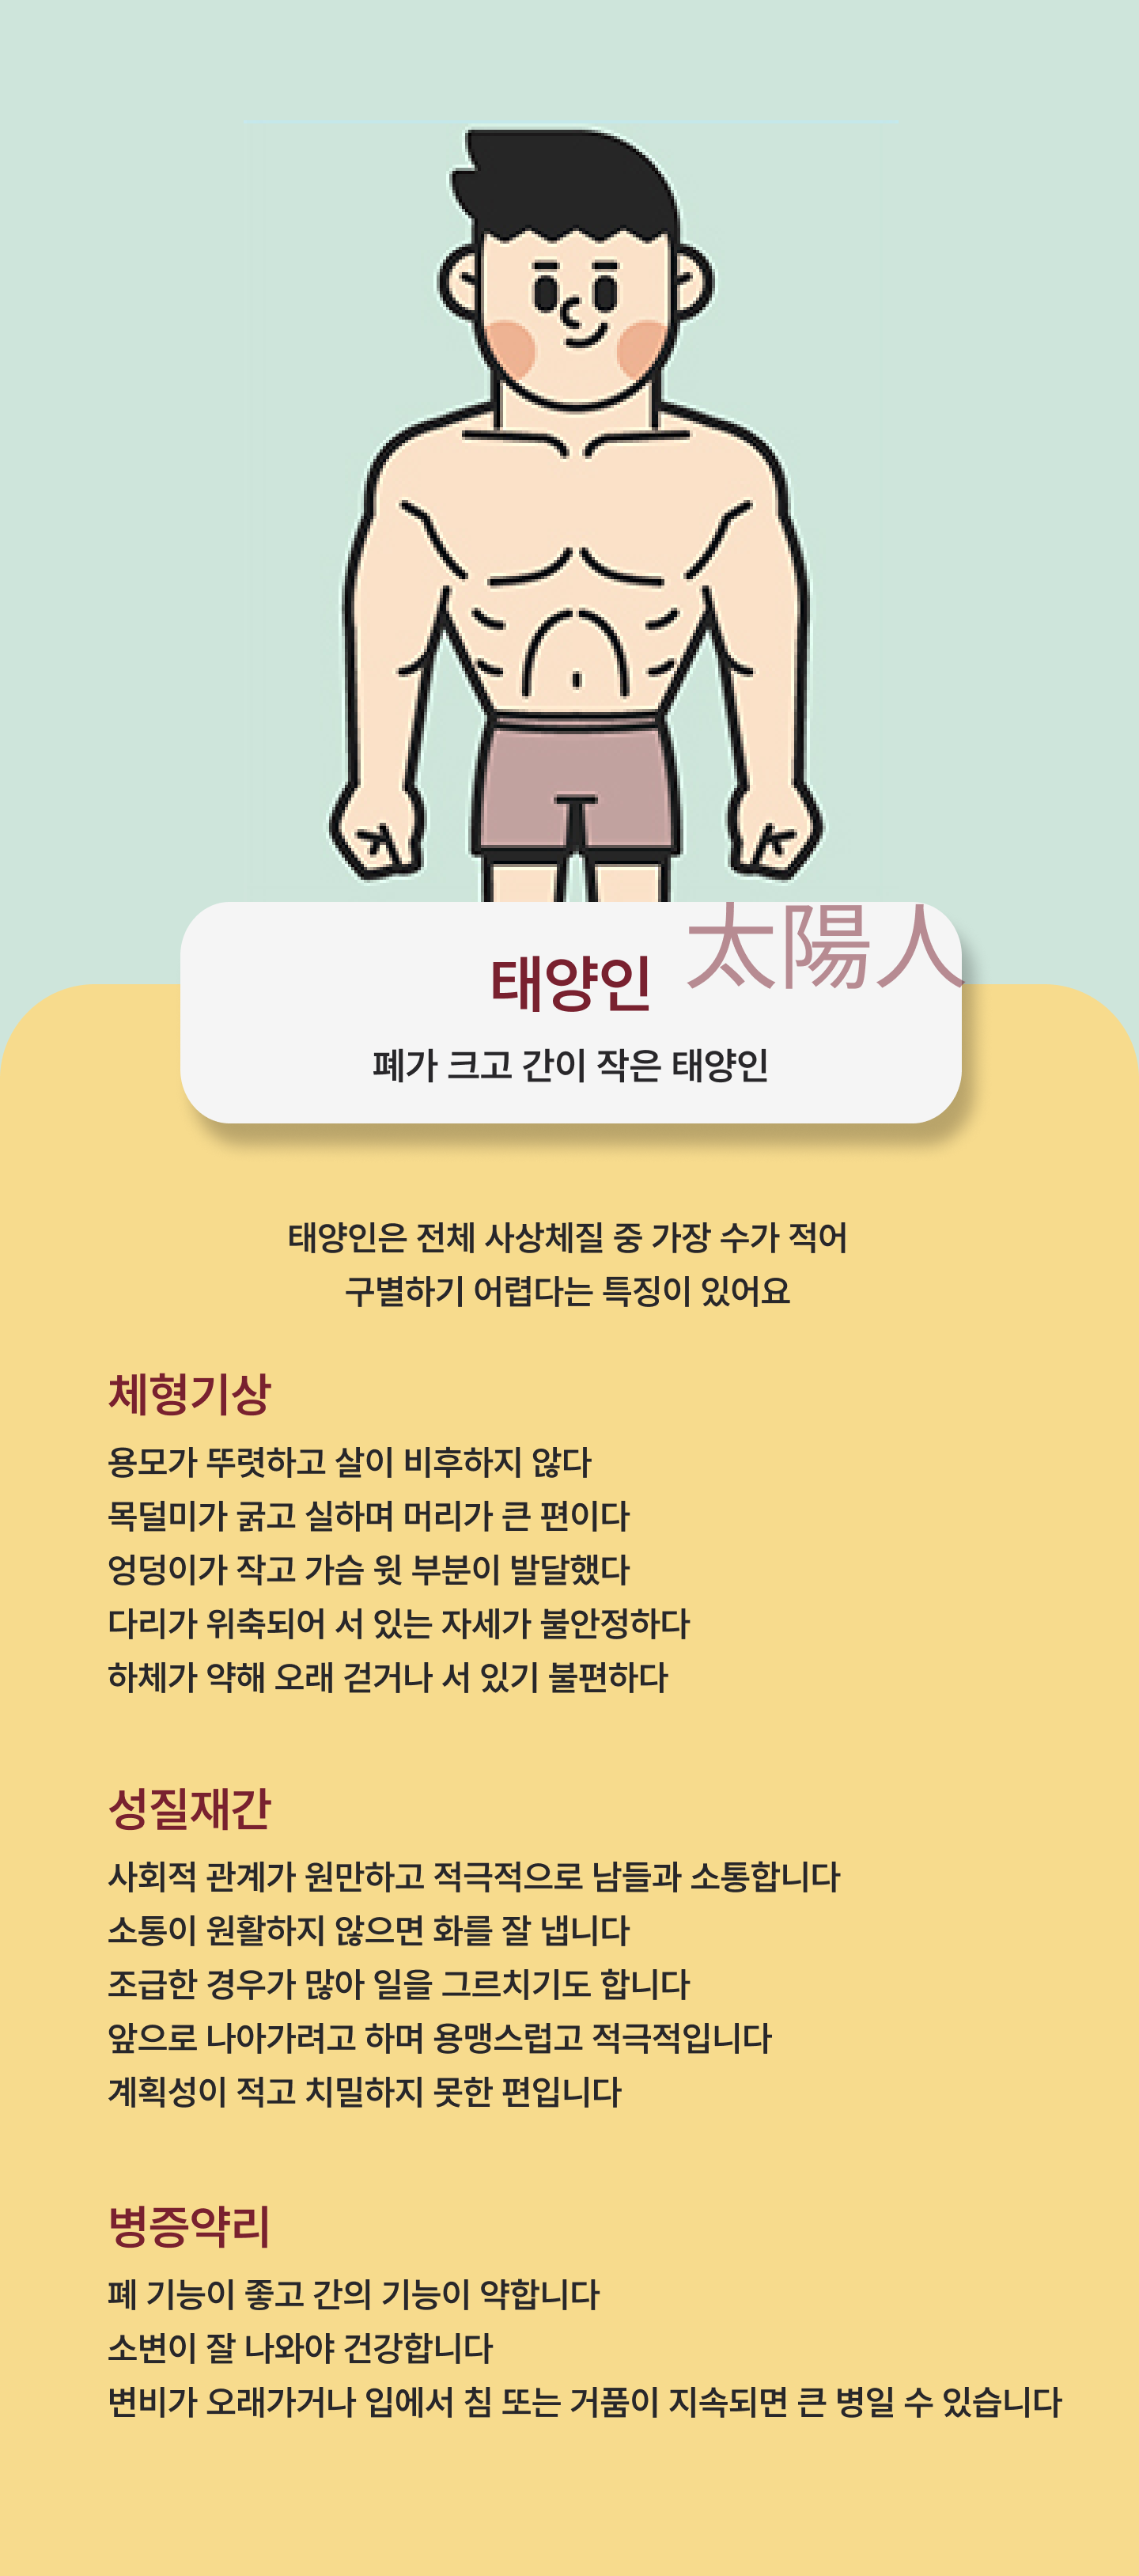 太陽人
태양인
폐가 크고 간이 작은 태양인
태양인은 전체 사상체질 중 가장 수가 적어
구별하기 어렵다는 특징이 있어요
체형기상
용모가 뚜렷하고 살이 비후하지 않다
목덜미가 굵고 실하며 머리가 큰 편이다
엉덩이가 작고 가슴 윗 부분이 발달했다
다리가 위축되어 서 있는 자세가 불안정하다
하체가 약해 오래 걷거나 서 있기 불편하다
성질재간
사회적 관계가 원만하고 적극적으로 남들과 소통합니다
소통이 원활하지 않으면 화를 잘 냅니다
조급한 경우가 많아 일을 그르치기도 합니다
앞으로 나아가려고 하며 용맹스럽고 적극적입니다
계획성이 적고 치밀하지 못한 편입니다
병증약리
폐 기능이 좋고 간의 기능이 약합니다
소변이 잘 나와야 건강합니다
변비가 오래가거나 입에서 침 또는 거품이 지속되면 큰 병일 수 있습니다